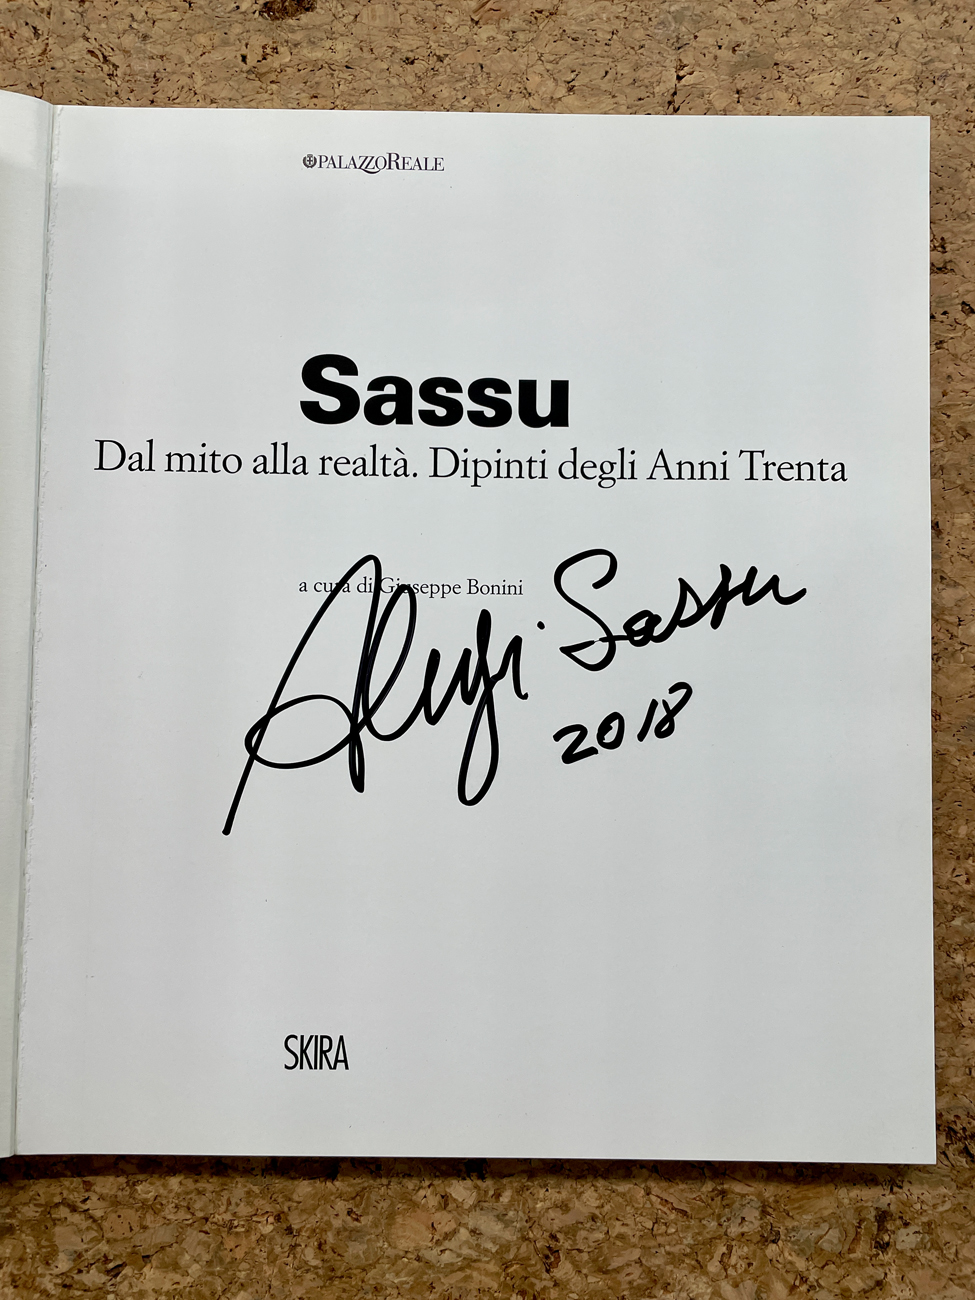 PALAZZOREALE
Sassu
Dal mito alla realtà. Dipinti degli Anni Trenta
a cura di Giuseppe Bonini
Aligi Sassu
2018
SKIRA